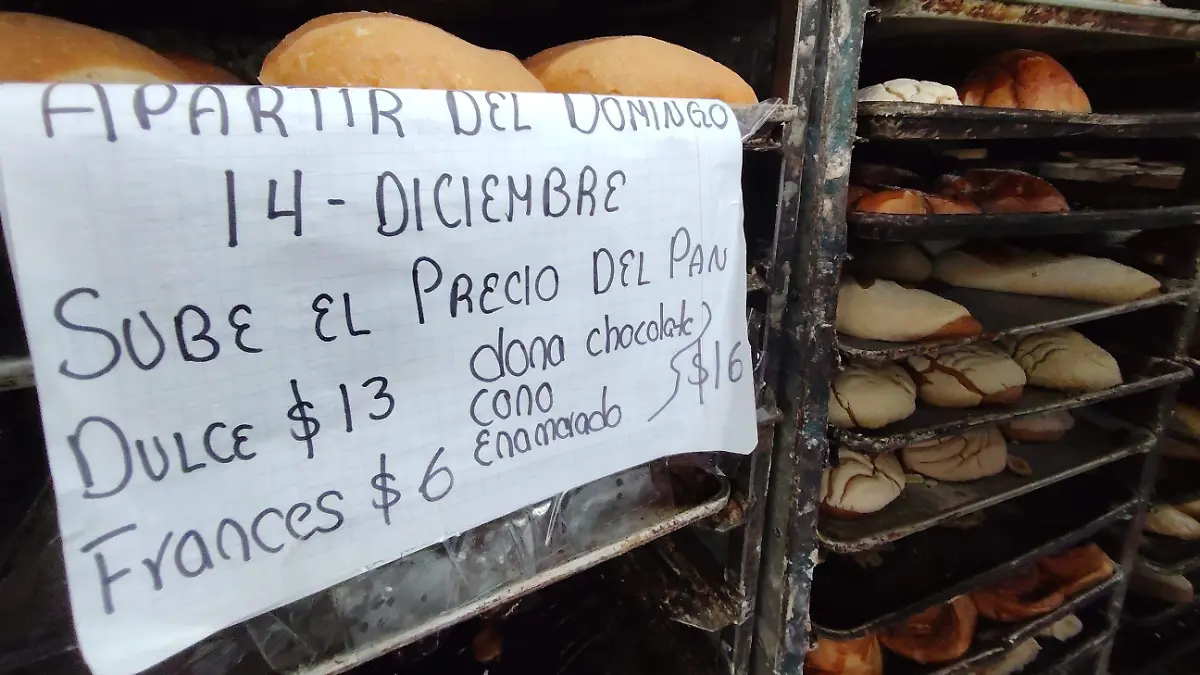 APARTIR DEL DOMINGO
14-DICIEMBRE
SUBE EL PRECIO DEL PAN
DULCE $13
dona chocolate
cono
enamorado
$16
Frances $6